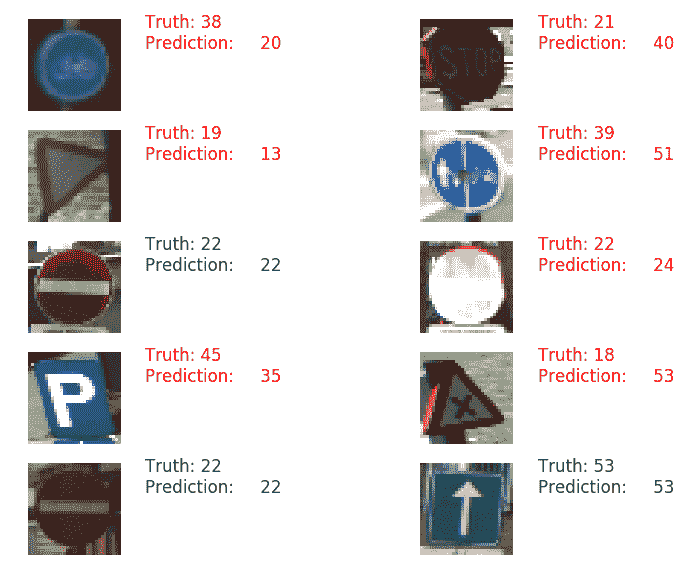 Truth: 38
Prediction: 20
Truth: 21
Prediction: 40
STOP
Truth: 19
Prediction: 13
Truth: 39
Prediction: 51
Truth: 22
Prediction: 22
Truth: 22
Prediction: 24
P
Truth: 45
Prediction: 35
Truth: 18
Prediction: 53
Truth: 22
Prediction: 22
Truth: 53
Prediction: 53